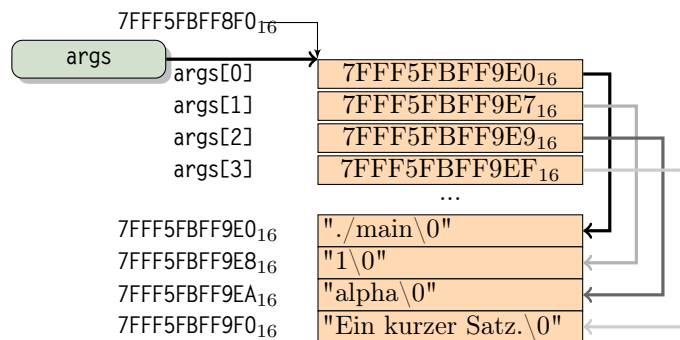 7FFF5FBFF8F0₁₆
args
args[0] 7FFF5FBFF9E0₁₆
args[1] 7FFF5FBFF9E7₁₆
args[2] 7FFF5FBFF9E9₁₆
args[3] 7FFF5FBFF9EF₁₆
...
7FFF5FBFF9E0₁₆ "./main\0"
7FFF5FBFF9E8₁₆ "1\0"
7FFF5FBFF9EA₁₆ "alpha\0"
7FFF5FBFF9F0₁₆ "Ein kurzer Satz.\0"